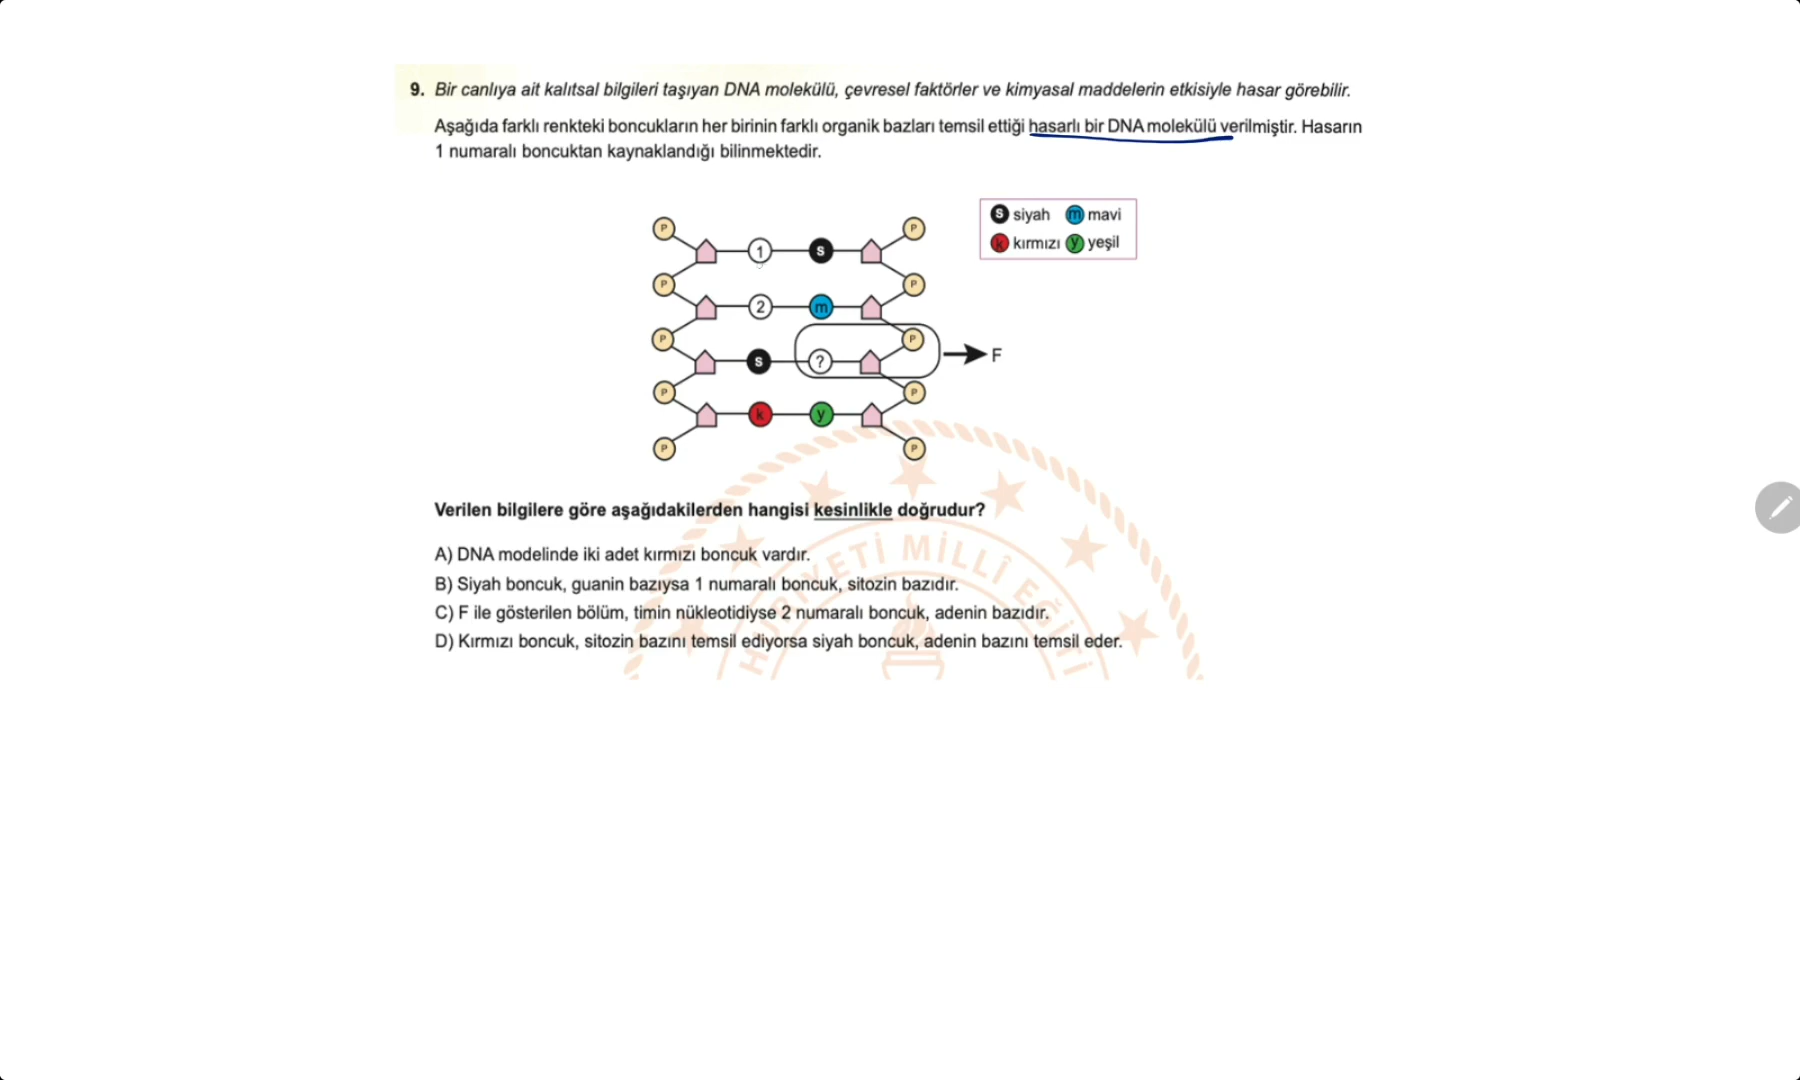 9. Bir canlıya ait kalıtsal bilgileri taşıyan DNA molekülü, çevresel faktörler ve kimyasal maddelerin etkisiyle hasar görebilir.
Aşağıda farklı renkteki boncukların her birinin farklı organik bazları temsil ettiği hasarlı bir DNA molekülü verilmiştir. Hasarın
1 numaralı boncuktan kaynaklandığı bilinmektedir.
s siyah m mavi
k kırmızı y yeşil
P P
1 s
P P
2 m
P P
s ? F
P P
k y
P P
Verilen bilgilere göre aşağıdakilerden hangisi kesinlikle doğrudur?
A) DNA modelinde iki adet kırmızı boncuk vardır.
B) Siyah boncuk, guanin bazıysa 1 numaralı boncuk, sitozin bazıdır.
C) F ile gösterilen bölüm, timin nükleotidiyse 2 numaralı boncuk, adenin bazıdır.
D) Kırmızı boncuk, sitozin bazını temsil ediyorsa siyah boncuk, adenin bazını temsil eder.